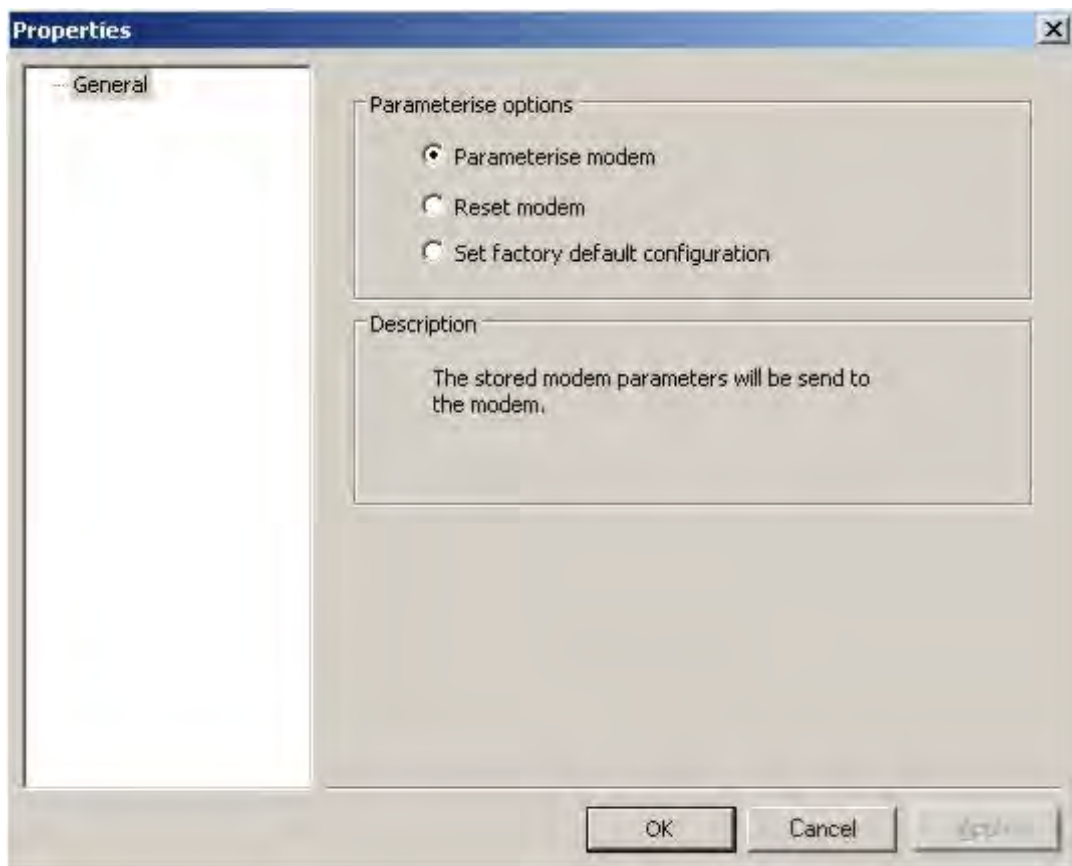 Properties
General
Parameterise options
Parameterise modem
Reset modem
Set factory default configuration
Description
The stored modem parameters will be send to
the modem.
OK
Cancel